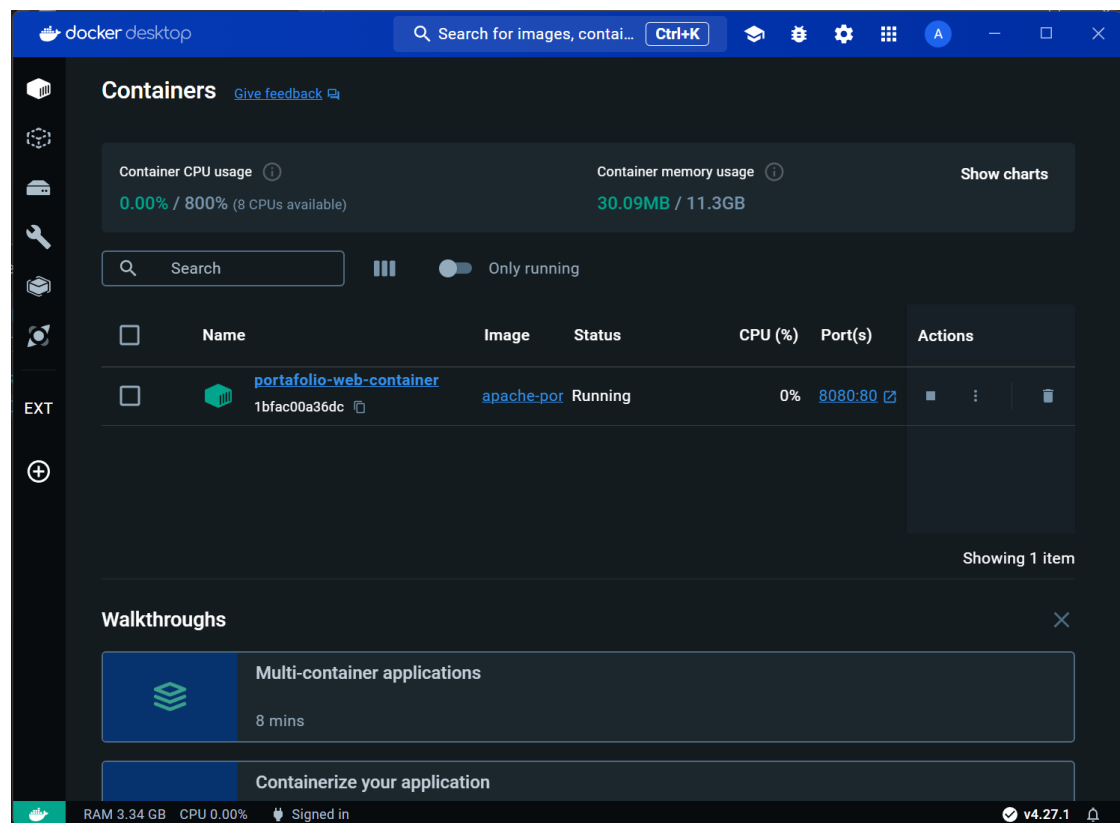 docker desktop
Search for images, contai... Ctrl+K
A
Containers Give feedback
Container CPU usage
0.00% / 800% (8 CPUs available)
Container memory usage
30.09MB / 11.3GB
Show charts
Search
Only running
Name Image Status CPU (%) Port(s) Actions
portafolio-web-container
1bfac00a36dc
apache-por Running 0% 8080:80
EXT
Showing 1 item
Walkthroughs
Multi-container applications
8 mins
Containerize your application
RAM 3.34 GB CPU 0.00% Signed in
v4.27.1